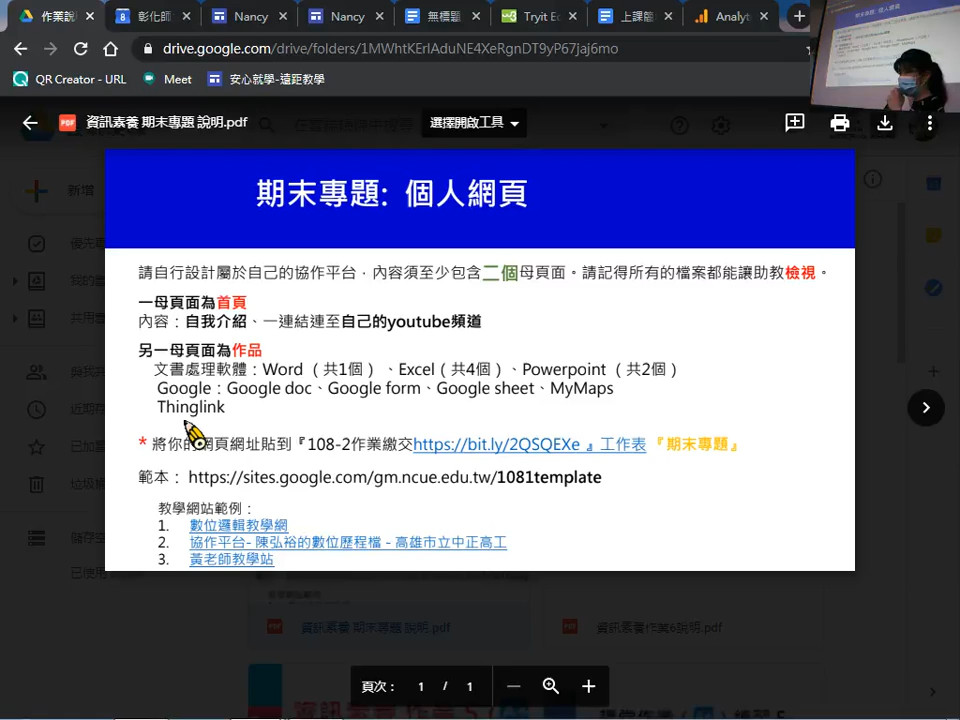 作業說
彰化師
Nancy
Nancy
無標題
Tryit Ed
上課簡
Analyt
drive.google.com/drive/folders/1MWhtKErlAduNE4XeRgnDT9yP67jaj6mo
QR Creator - URL
Meet
安心就學-遠距教學
資訊素養 期末專題 說明.pdf
選擇開啟工具
新增
期末專題: 個人網頁
請自行設計屬於自己的協作平台，內容須至少包含二個母頁面。請記得所有的檔案都能讓助教檢視。
一母頁面為首頁
內容：自我介紹、一連結連至自己的youtube頻道
另一母頁面為作品
文書處理軟體：Word （共1個） 、Excel（共4個）、Powerpoint （共2個）
Google：Google doc、Google form、Google sheet、MyMaps
Thinglink
* 將你的網頁網址貼到『108-2作業繳交https://bit.ly/2QSQEXe 』工作表 『期末專題』
範本： https://sites.google.com/gm.ncue.edu.tw/1081template
教學網站範例：
1. 數位邏輯教學網
2. 協作平台- 陳弘裕的數位歷程檔 - 高雄市立中正高工
3. 黃老師教學站
資訊素養 期末專題 說明.pdf
資訊素養作業6說明.pdf
頁次： 1 / 1